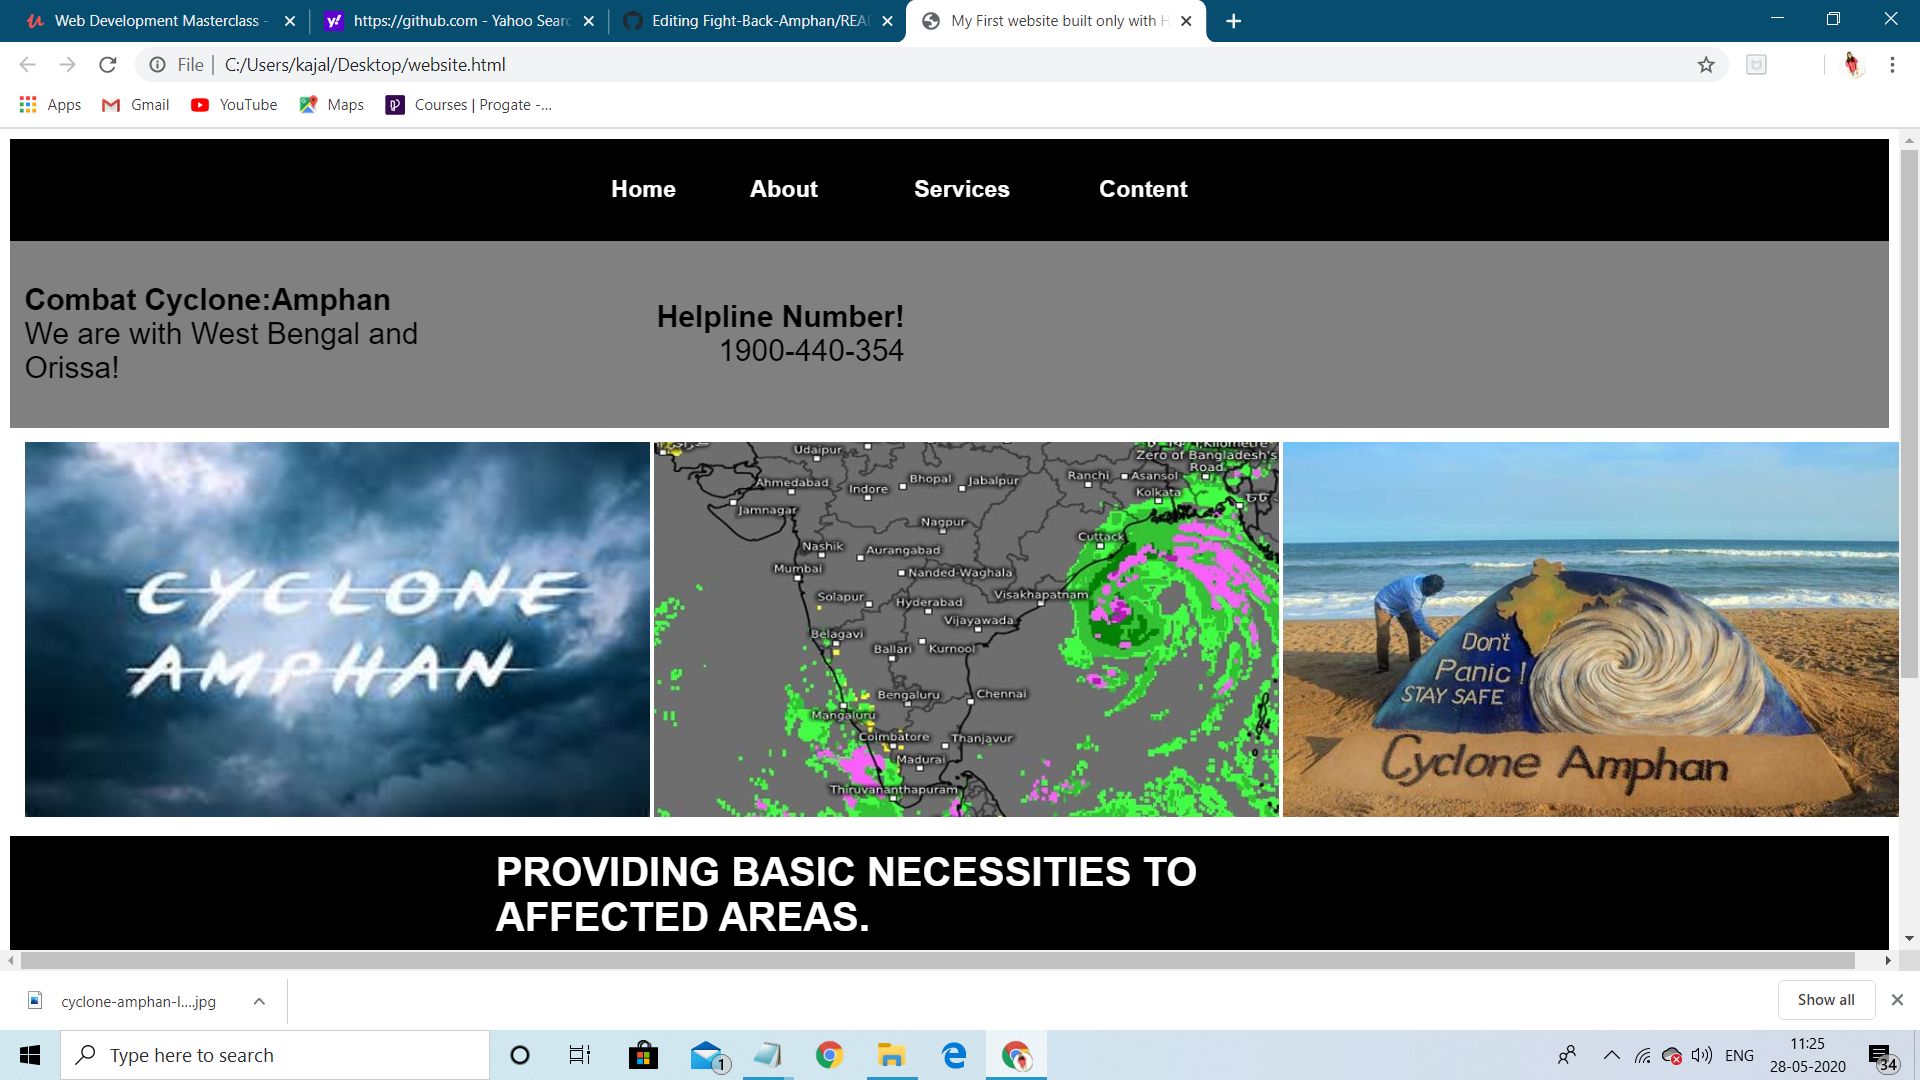 Web Development Masterclass -
https://github.com - Yahoo Searc
Editing Fight-Back-Amphan/REA
My First website built only with H
File
C:/Users/kajal/Desktop/website.html
Apps
Gmail
YouTube
Maps
Courses | Progate -...
Home
About
Services
Content
Combat Cyclone:Amphan
We are with West Bengal and
Orissa!
Helpline Number!
1900-440-354
CYCLONE
AMPHAN
Udaipur
Zero of Bangladesh's
Road
Ahmedabad
Indore
Bhopal
Jabalpur
Ranchi
Asansol
Kolkata
Jamnagar
Nagpur
Cuttack
Nashik
Aurangabad
Mumbai
Nanded-Waghala
Solapur
Hyderabad
Visakhapatnam
Vijayawada
Belagavi
Ballari
Kurnool
Bengaluru
Chennai
Mangaluru
Coimbatore
Thanjavur
Madurai
Thiruvananthapuram
Don't
Panic !
STAY SAFE
Cyclone Amphan
PROVIDING BASIC NECESSITIES TO
AFFECTED AREAS.
cyclone-amphan-l....jpg
Show all
Type here to search
1
ENG
11:25
28-05-2020
34